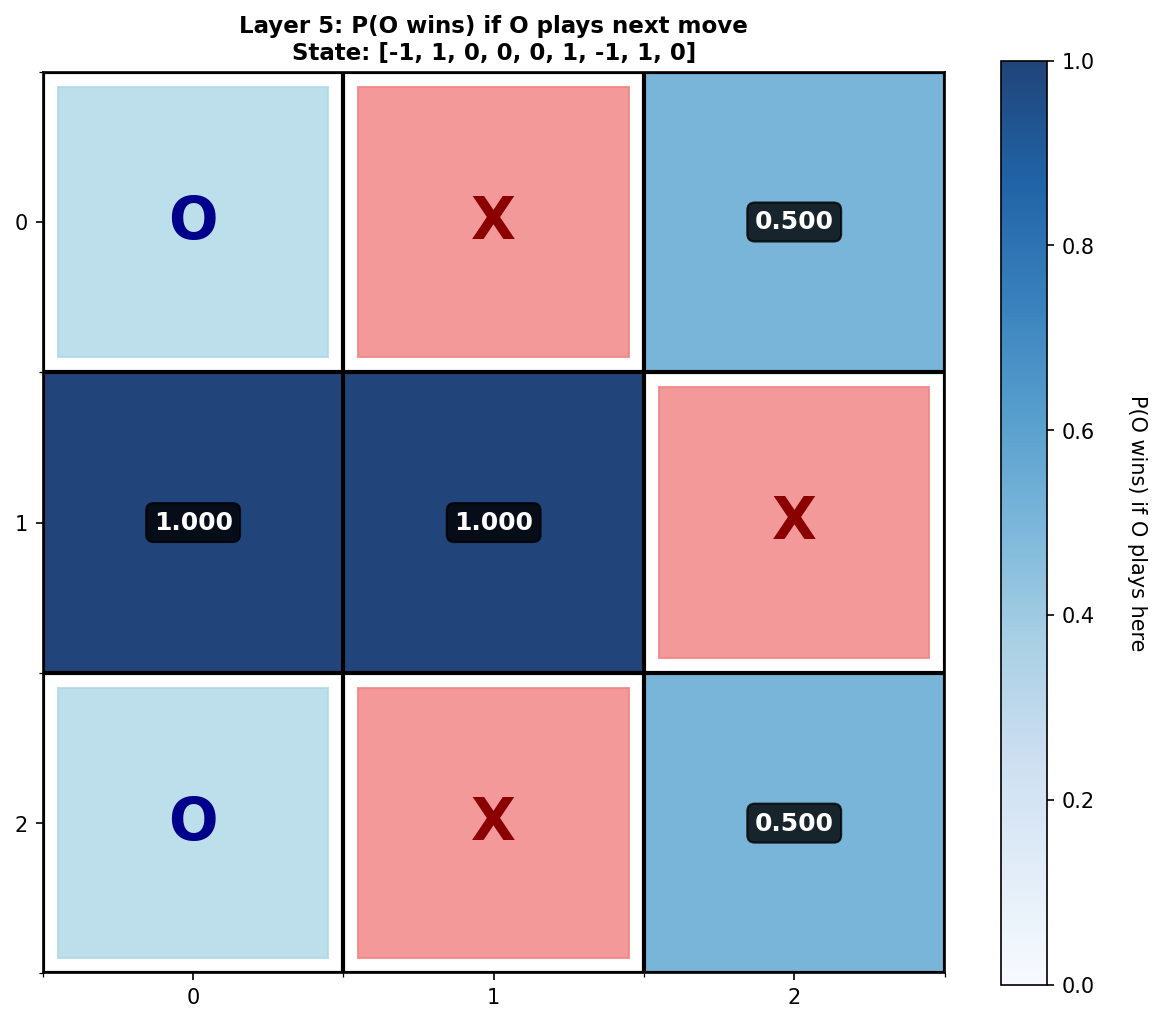 Layer 5: P(O wins) if O plays next move
State: [-1, 1, 0, 0, 0, 1, -1, 1, 0]
0
O
X
0.500
1
1.000
1.000
X
2
O
X
0.500
0
1
2
1.0
0.8
0.6
0.4
0.2
0.0
P(O wins) if O plays here